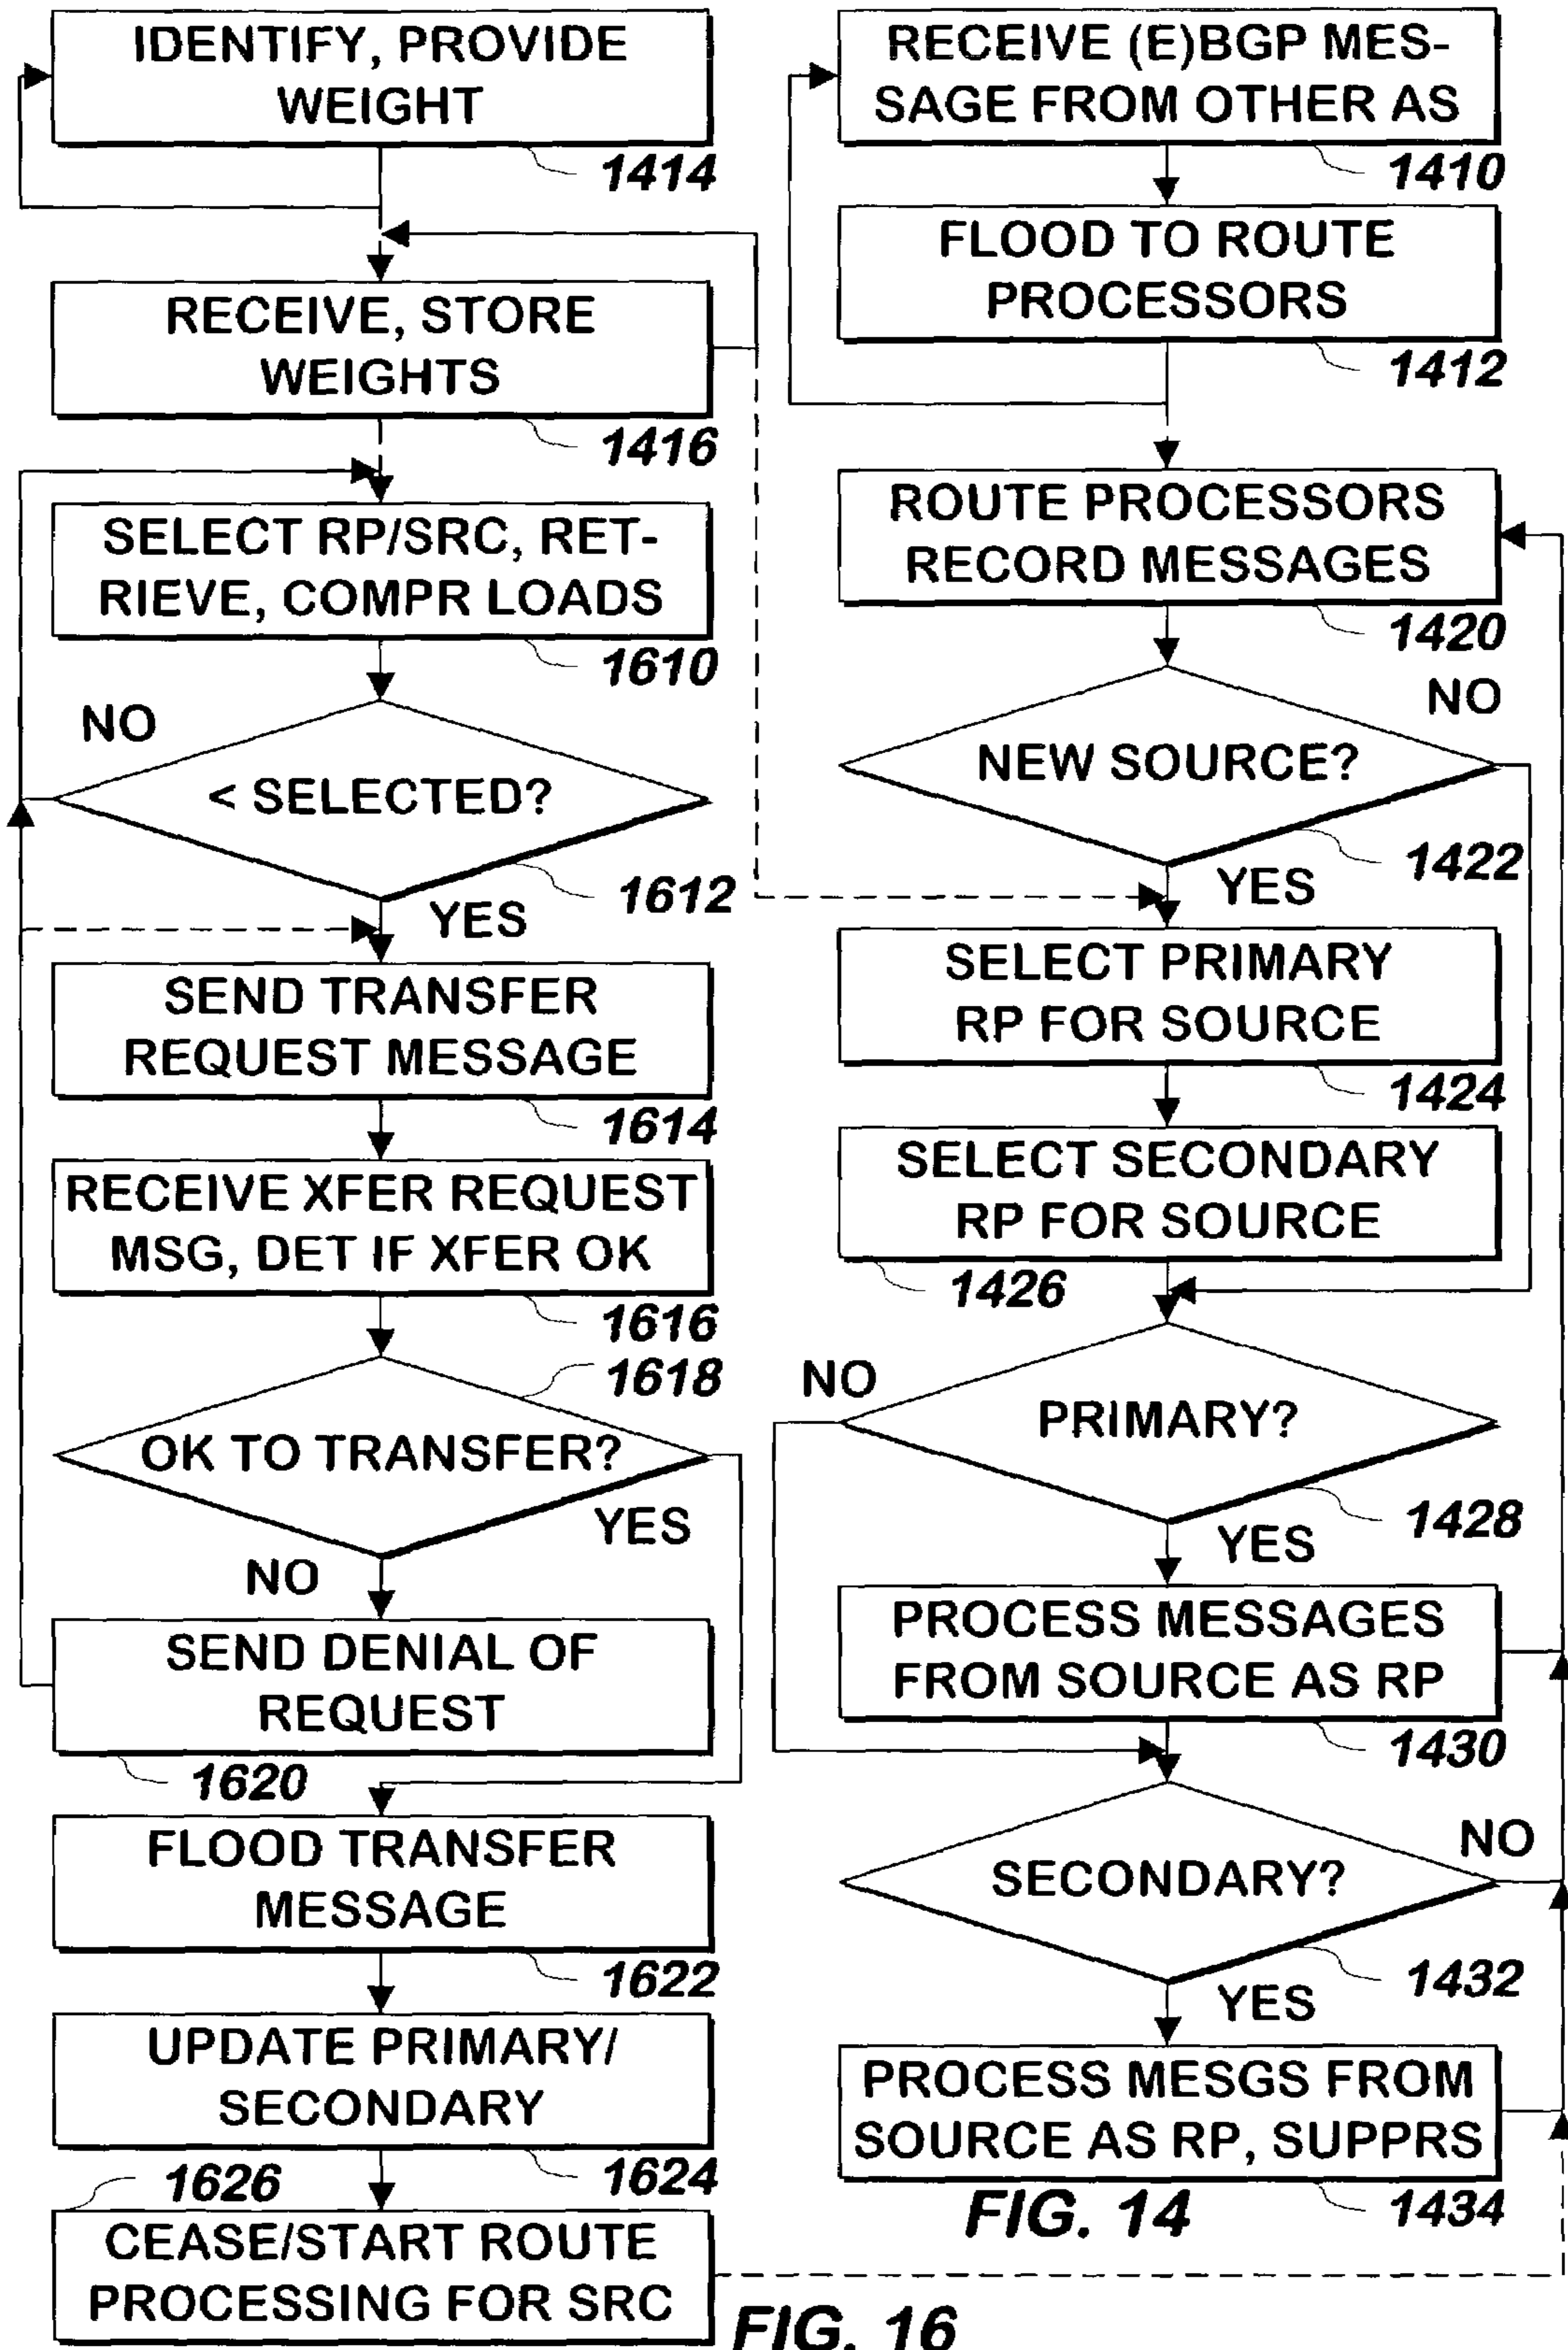 IDENTIFY, PROVIDE
WEIGHT
1414
RECEIVE, STORE
WEIGHTS
1416
SELECT RP/SRC, RET-
RIEVE, COMPR LOADS
1610
NO
< SELECTED?
1612
YES
SEND TRANSFER
REQUEST MESSAGE
1614
RECEIVE XFER REQUEST
MSG, DET IF XFER OK
1616
1618
OK TO TRANSFER?
YES
NO
SEND DENIAL OF
REQUEST
1620
FLOOD TRANSFER
MESSAGE
1622
UPDATE PRIMARY/
SECONDARY
1624
1626
CEASE/START ROUTE
PROCESSING FOR SRC
FIG. 16
RECEIVE (E)BGP MES-
SAGE FROM OTHER AS
1410
FLOOD TO ROUTE
PROCESSORS
1412
ROUTE PROCESSORS
RECORD MESSAGES
1420
NO
NEW SOURCE?
1422
YES
SELECT PRIMARY
RP FOR SOURCE
1424
SELECT SECONDARY
RP FOR SOURCE
1426
NO
PRIMARY?
1428
YES
PROCESS MESSAGES
FROM SOURCE AS RP
1430
NO
SECONDARY?
1432
YES
PROCESS MESGS FROM
SOURCE AS RP, SUPPRS
1434
FIG. 14